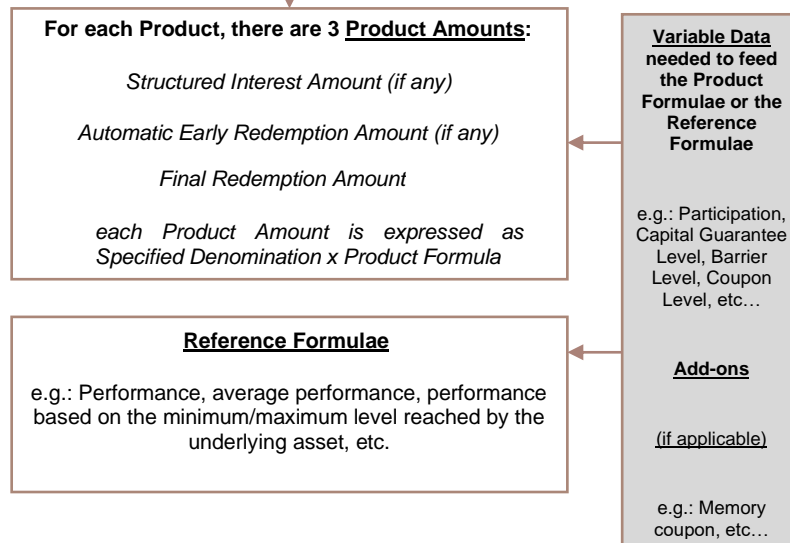 For each Product, there are 3 Product Amounts:
Structured Interest Amount (if any)
Automatic Early Redemption Amount (if any)
Final Redemption Amount
each Product Amount is expressed as
Specified Denomination x Product Formula
Reference Formulae
e.g.: Performance, average performance, performance
based on the minimum/maximum level reached by the
underlying asset, etc.
Variable Data
needed to feed
the Product
Formulae or the
Reference
Formulae
e.g.: Participation,
Capital Guarantee
Level, Barrier
Level, Coupon
Level, etc…
Add-ons
(if applicable)
e.g.: Memory
coupon, etc…